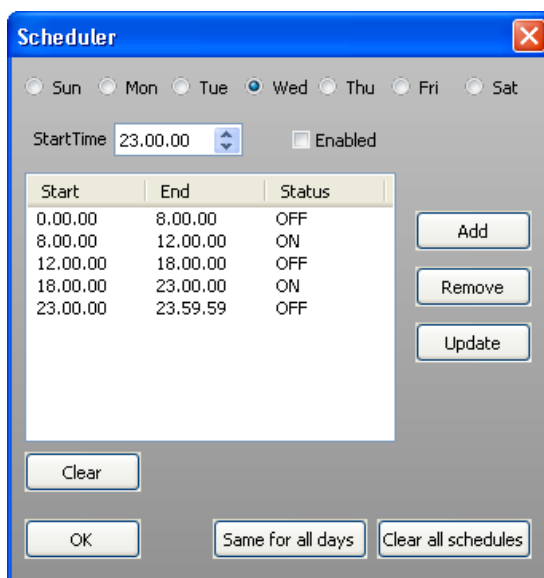 Scheduler
Sun Mon Tue Wed Thu Fri Sat
StartTime 23.00.00 Enabled
Start End Status
0.00.00 8.00.00 OFF
8.00.00 12.00.00 ON
12.00.00 18.00.00 OFF
18.00.00 23.00.00 ON
23.00.00 23.59.59 OFF
Add
Remove
Update
Clear
OK Same for all days Clear all schedules